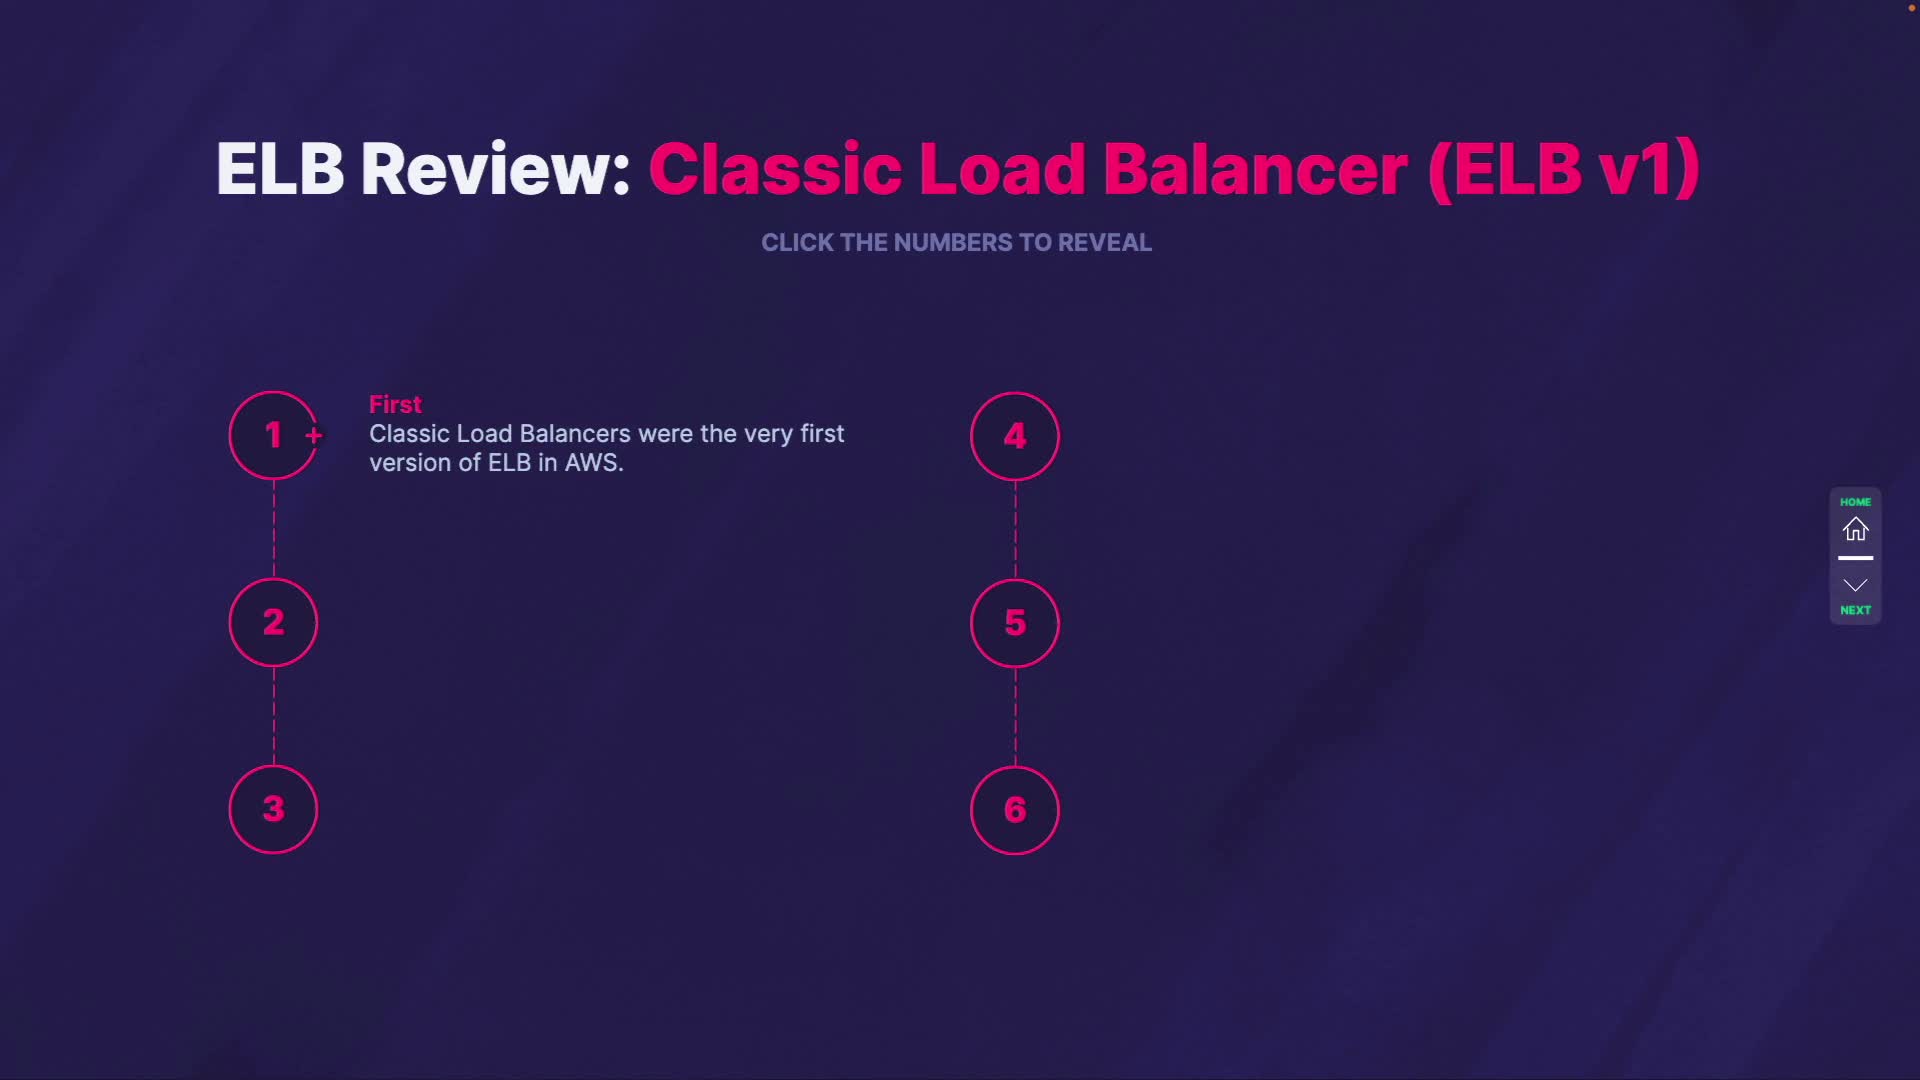 ELB Review: Classic Load Balancer (ELB v1)
CLICK THE NUMBERS TO REVEAL
1
First
Classic Load Balancers were the very first
version of ELB in AWS.
2
3
4
5
6
HOME
NEXT